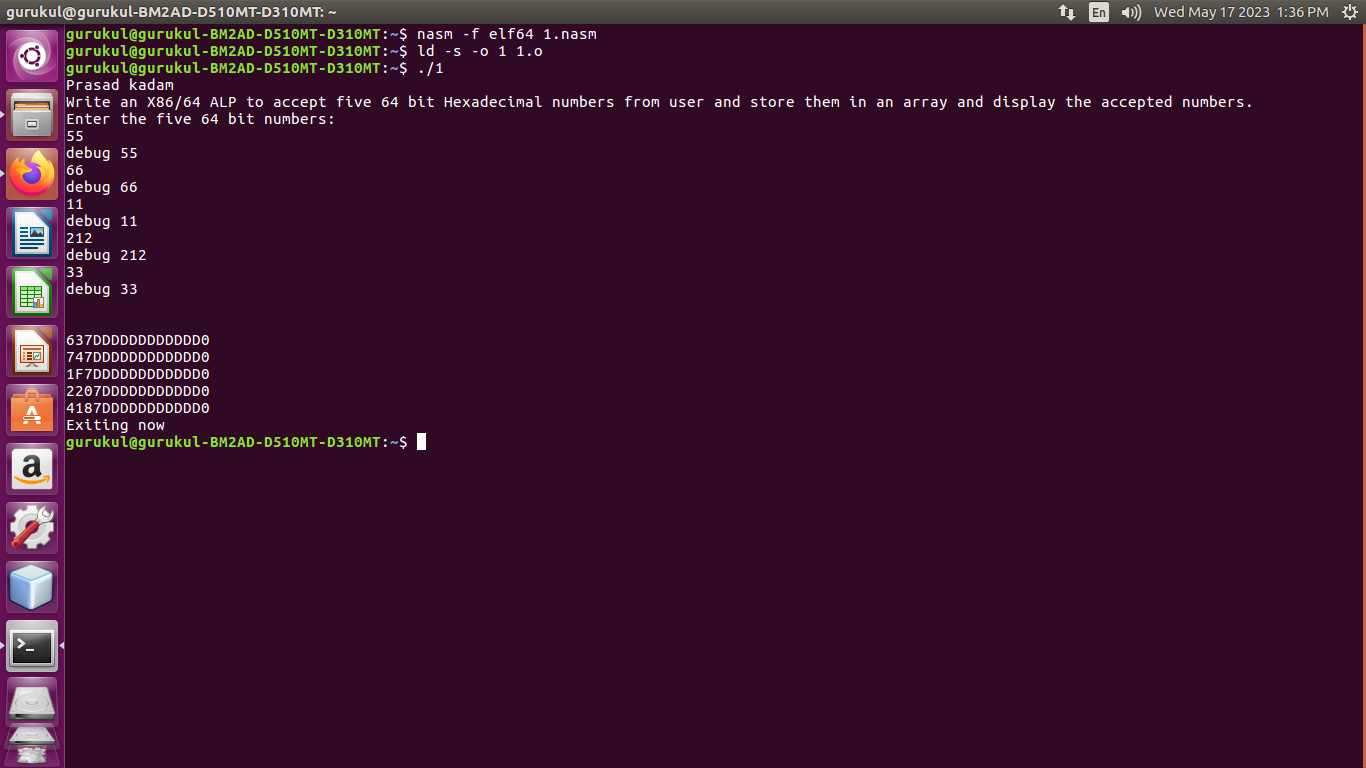 gurukul@gurukul-BM2AD-D510MT-D310MT: ~
En
Wed May 17 2023 1:36 PM
gurukul@gurukul-BM2AD-D510MT-D310MT:~$ nasm -f elf64 1.nasm
gurukul@gurukul-BM2AD-D510MT-D310MT:~$ ld -s -o 1 1.o
gurukul@gurukul-BM2AD-D510MT-D310MT:~$ ./1
Prasad kadam
Write an X86/64 ALP to accept five 64 bit Hexadecimal numbers from user and store them in an array and display the accepted numbers.
Enter the five 64 bit numbers:
55
debug 55
66
debug 66
11
debug 11
212
debug 212
33
debug 33
637DDDDDDDDDDDD0
747DDDDDDDDDDDD0
1F7DDDDDDDDDDDD0
2207DDDDDDDDDDD0
4187DDDDDDDDDDD0
Exiting now
gurukul@gurukul-BM2AD-D510MT-D310MT:~$